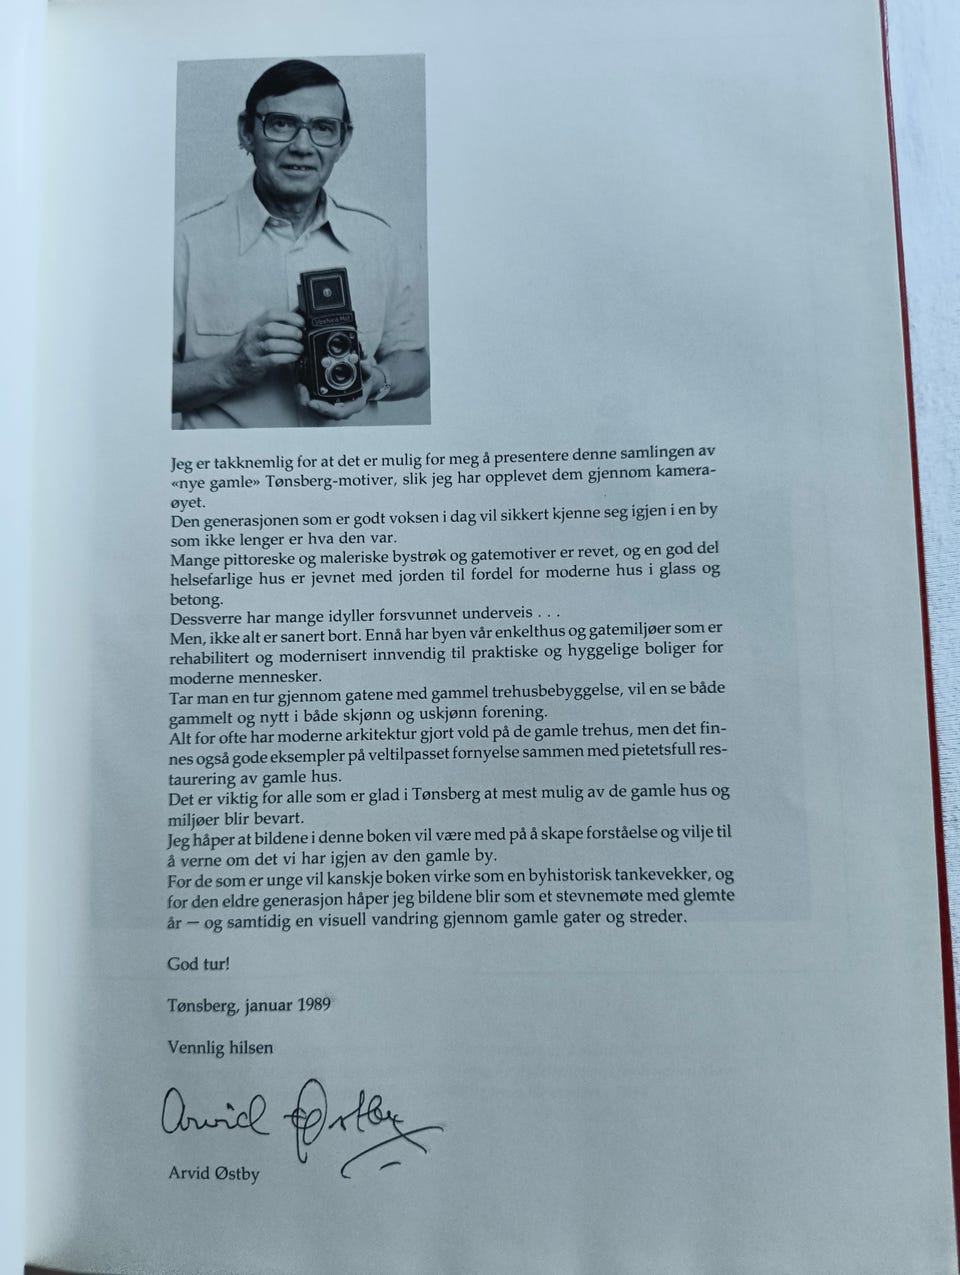 Yashica Mat
Jeg er takknemlig for at det er mulig for meg å presentere denne samlingen av
«nye gamle» Tønsberg-motiver, slik jeg har opplevet dem gjennom kamera-
øyet.
Den generasjonen som er godt voksen i dag vil sikkert kjenne seg igjen i en by
som ikke lenger er hva den var.
Mange pittoreske og maleriske bystrøk og gatemotiver er revet, og en god del
helsefarlige hus er jevnet med jorden til fordel for moderne hus i glass og
betong.
Dessverre har mange idyller forsvunnet underveis . . .
Men, ikke alt er sanert bort. Ennå har byen vår enkelthus og gatemiljøer som er
rehabilitert og modernisert innvendig til praktiske og hyggelige boliger for
moderne mennesker.
Tar man en tur gjennom gatene med gammel trehusbebyggelse, vil en se både
gammelt og nytt i både skjønn og uskjønn forening.
Alt for ofte har moderne arkitektur gjort vold på de gamle trehus, men det fin-
nes også gode eksempler på veltilpasset fornyelse sammen med pietetsfull res-
taurering av gamle hus.
Det er viktig for alle som er glad i Tønsberg at mest mulig av de gamle hus og
miljøer blir bevart.
Jeg håper at bildene i denne boken vil være med på å skape forståelse og vilje til
å verne om det vi har igjen av den gamle by.
For de som er unge vil kanskje boken virke som en byhistorisk tankevekker, og
for den eldre generasjon håper jeg bildene blir som et stevnemøte med glemte
år — og samtidig en visuell vandring gjennom gamle gater og streder.
God tur!
Tønsberg, januar 1989
Vennlig hilsen
Arvid Østby
Arvid Østby